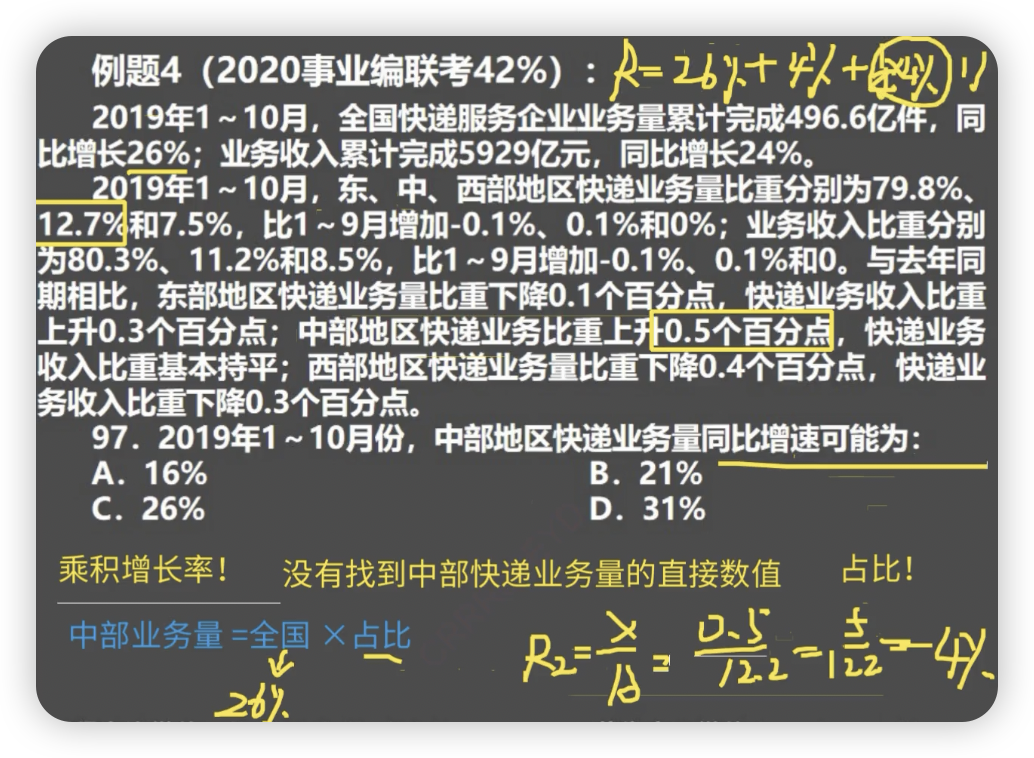 例题4（2020事业编联考42%）：
R=26%+4%+
2019年1～10月，全国快递服务企业业务量累计完成496.6亿件，同
比增长26%；业务收入累计完成5929亿元，同比增长24%。
2019年1～10月，东、中、西部地区快递业务量比重分别为79.8%、
12.7%和7.5%，比1～9月增加-0.1%、0.1%和0%；业务收入比重分别
为80.3%、11.2%和8.5%，比1～9月增加-0.1%、0.1%和0。与去年同
期相比，东部地区快递业务量比重下降0.1个百分点，快递业务收入比重
上升0.3个百分点；中部地区快递业务比重上升0.5个百分点，快递业务
收入比重基本持平；西部地区快递业务量比重下降0.4个百分点，快递业
务收入比重下降0.3个百分点。
97．2019年1～10月份，中部地区快递业务量同比增速可能为：
A．16%
B．21%
C．26%
D．31%
乘积增长率！
没有找到中部快递业务量的直接数值
占比！
中部业务量 =全国 ×占比
26%
R2= = 0.5/12.2=5/122=4%